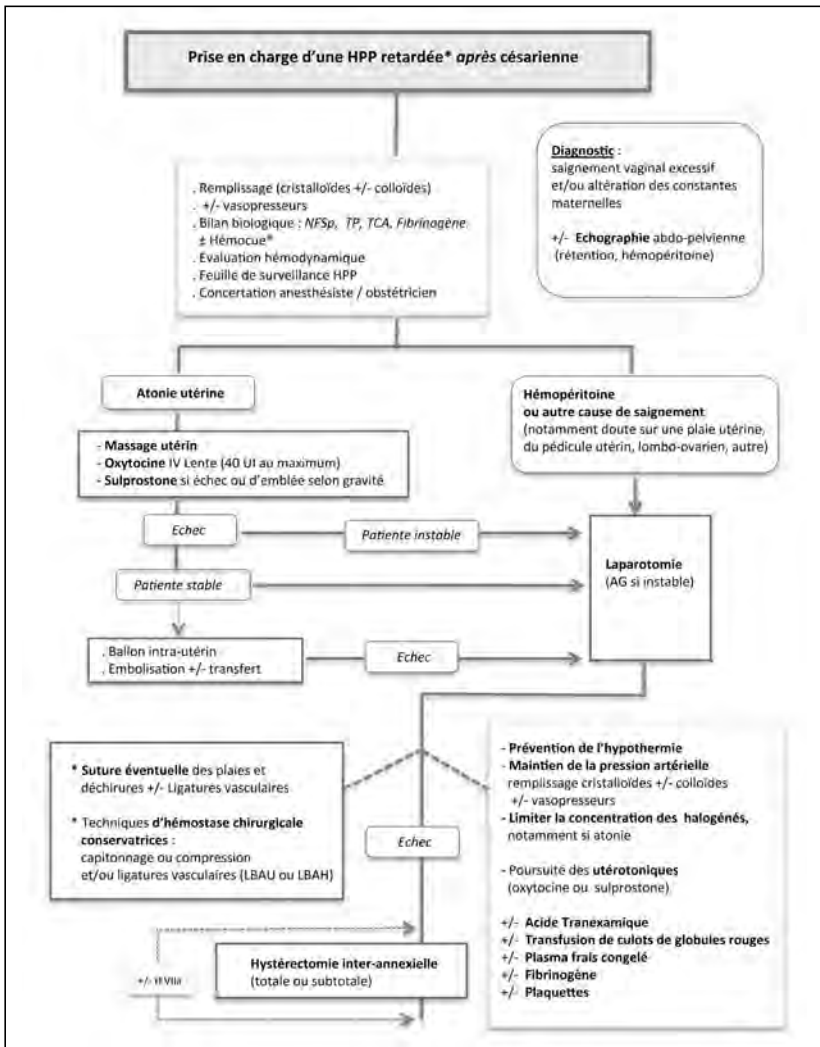 Prise en charge d'une HPP retardée* après césarienne
Diagnostic :
saignement vaginal excessif
et/ou altération des constantes
maternelles
+/- Echographie abdo-pelvienne
(rétention, hémopéritoine)
. Remplissage (cristalloïdes +/- colloïdes)
. +/- vasopresseurs
. Bilan biologique : NFSp, TP, TCA, Fibrinogène
± Hémocue*
. Evaluation hémodynamique
. Feuille de surveillance HPP
. Concertation anesthésiste / obstétricien
Atonie utérine
- Massage utérin
- Oxytocine IV Lente (40 UI au maximum)
- Sulprostone si échec ou d'emblée selon gravité
Hémopéritoine
ou autre cause de saignement
(notamment doute sur une plaie utérine,
du pédicule utérin, lombo-ovarien, autre)
Echec
Patiente instable
Patiente stable
Laparotomie
(AG si instable)
. Ballon intra-utérin
. Embolisation +/- transfert
Echec
* Suture éventuelle des plaies et
déchirures +/- Ligatures vasculaires
* Techniques d'hémostase chirurgicale
conservatrices :
capitonnage ou compression
et/ou ligatures vasculaires (LBAU ou LBAH)
Echec
- Prévention de l'hypothermie
- Maintien de la pression artérielle
remplissage cristalloïdes +/- colloïdes
+/- vasopresseurs
- Limiter la concentration des halogénés,
notamment si atonie
- Poursuite des utérotoniques
(oxytocine ou sulprostone)
+/- Acide Tranexamique
+/- Transfusion de culots de globules rouges
+/- Plasma frais congelé
+/- Fibrinogène
+/- Plaquettes
+/-
Hystérectomie inter-annexielle
(totale ou subtotale)